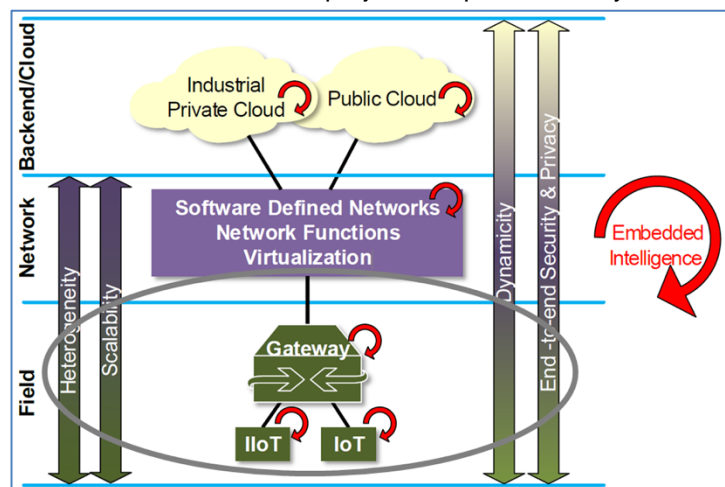 Backend/Cloud
Industrial
Private Cloud
Public Cloud
Network
Software Defined Networks
Network Functions
Virtualization
Embedded
Intelligence
Field
Heterogeneity
Scalability
Gateway
IIoT
IoT
Dynamicity
End -to-end Security & Privacy